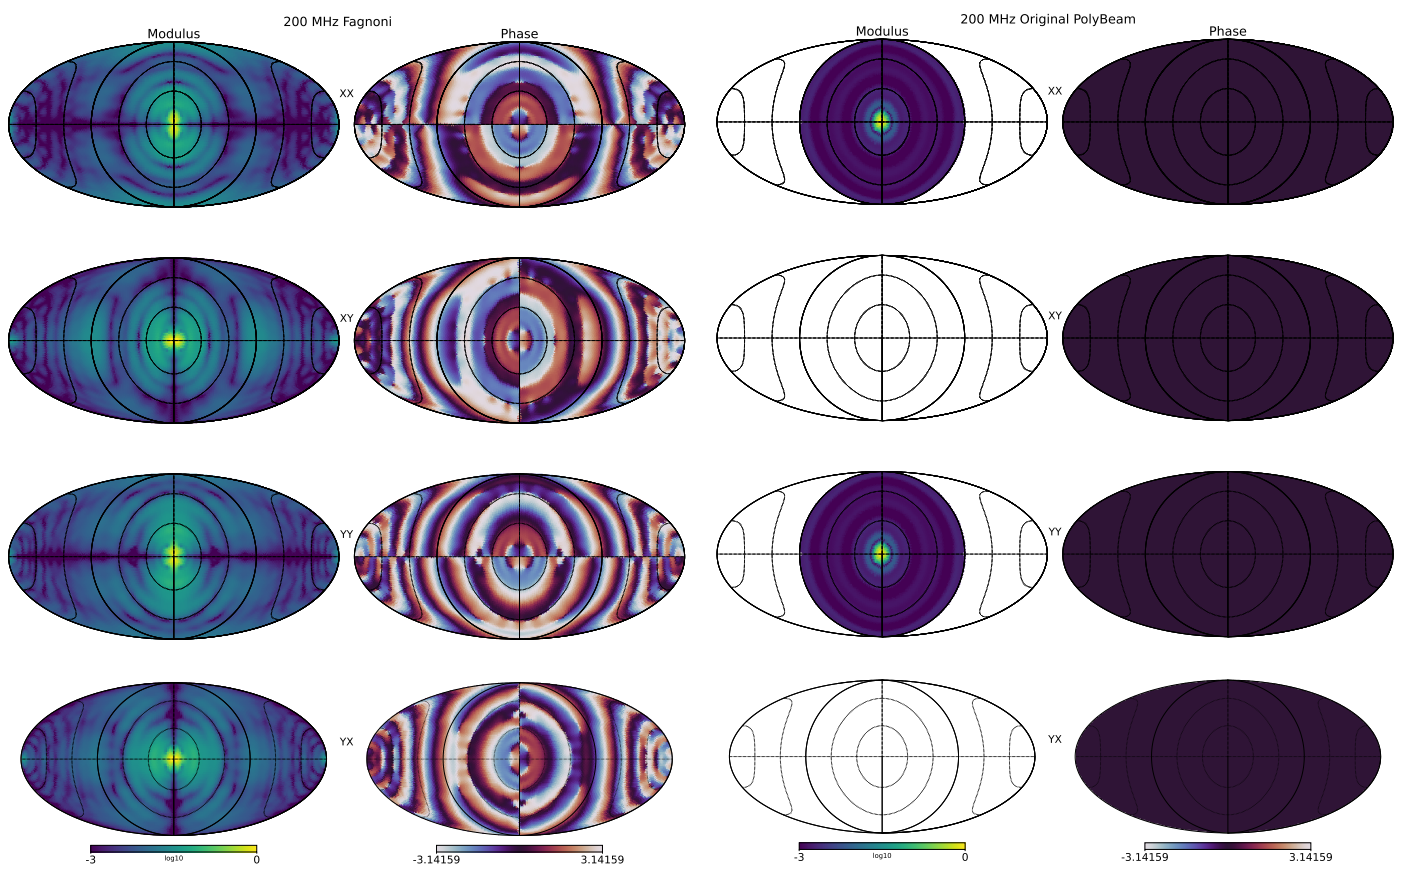 200 MHz Fagnoni
Modulus
Phase
XX
XY
YY
YX
-3
log10
0
-3.14159
3.14159
200 MHz Original PolyBeam
Modulus
Phase
XX
XY
YY
YX
-3
log10
0
-3.14159
3.14159